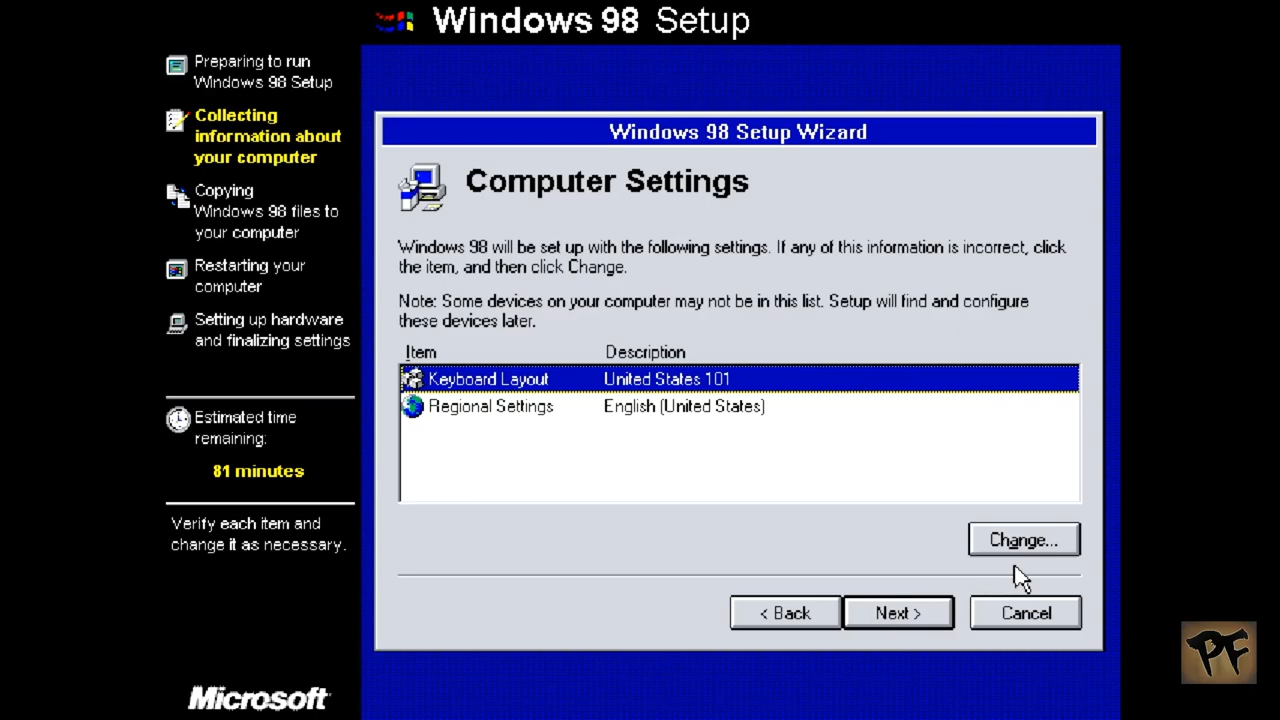 Windows 98 Setup
Preparing to run
Windows 98 Setup
Collecting
information about
your computer
Copying
Windows 98 files to
your computer
Restarting your
computer
Setting up hardware
and finalizing settings
Estimated time
remaining:
81 minutes
Verify each item and
change it as necessary.
Microsoft
Windows 98 Setup Wizard
Computer Settings
Windows 98 will be set up with the following settings. If any of this information is incorrect, click
the item, and then click Change.
Note: Some devices on your computer may not be in this list. Setup will find and configure
these devices later.
Item Description
Keyboard Layout United States 101
Regional Settings English (United States)
Change...
< Back Next > Cancel
PF